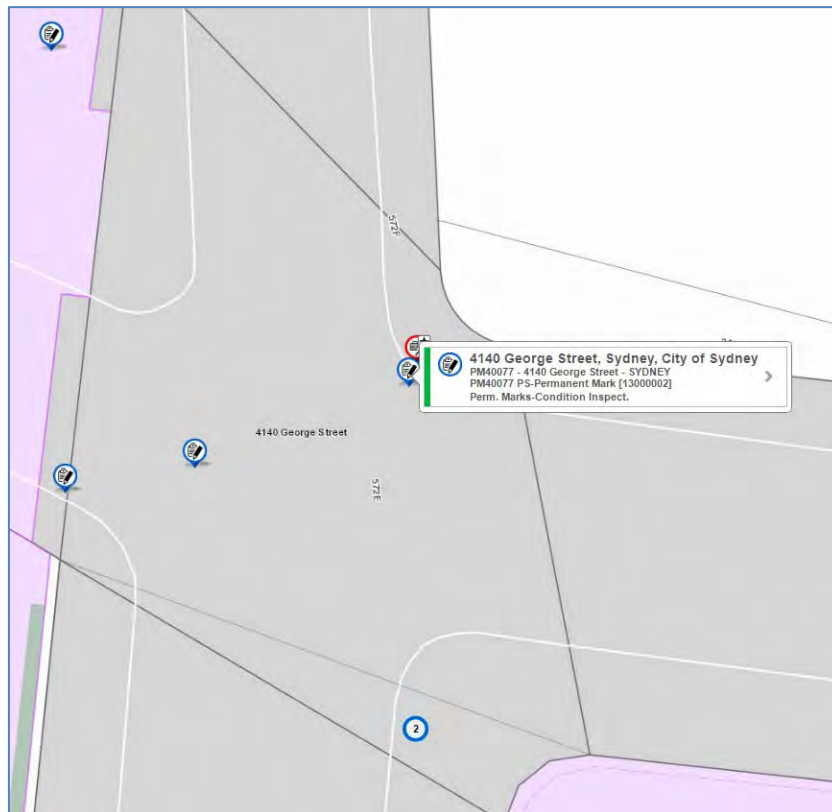 572F
4140 George Street, Sydney, City of Sydney
PM40077 - 4140 George Street - SYDNEY
PM40077 PS-Permanent Mark [13000002]
Perm. Marks-Condition Inspect.
4140 George Street
572E
2